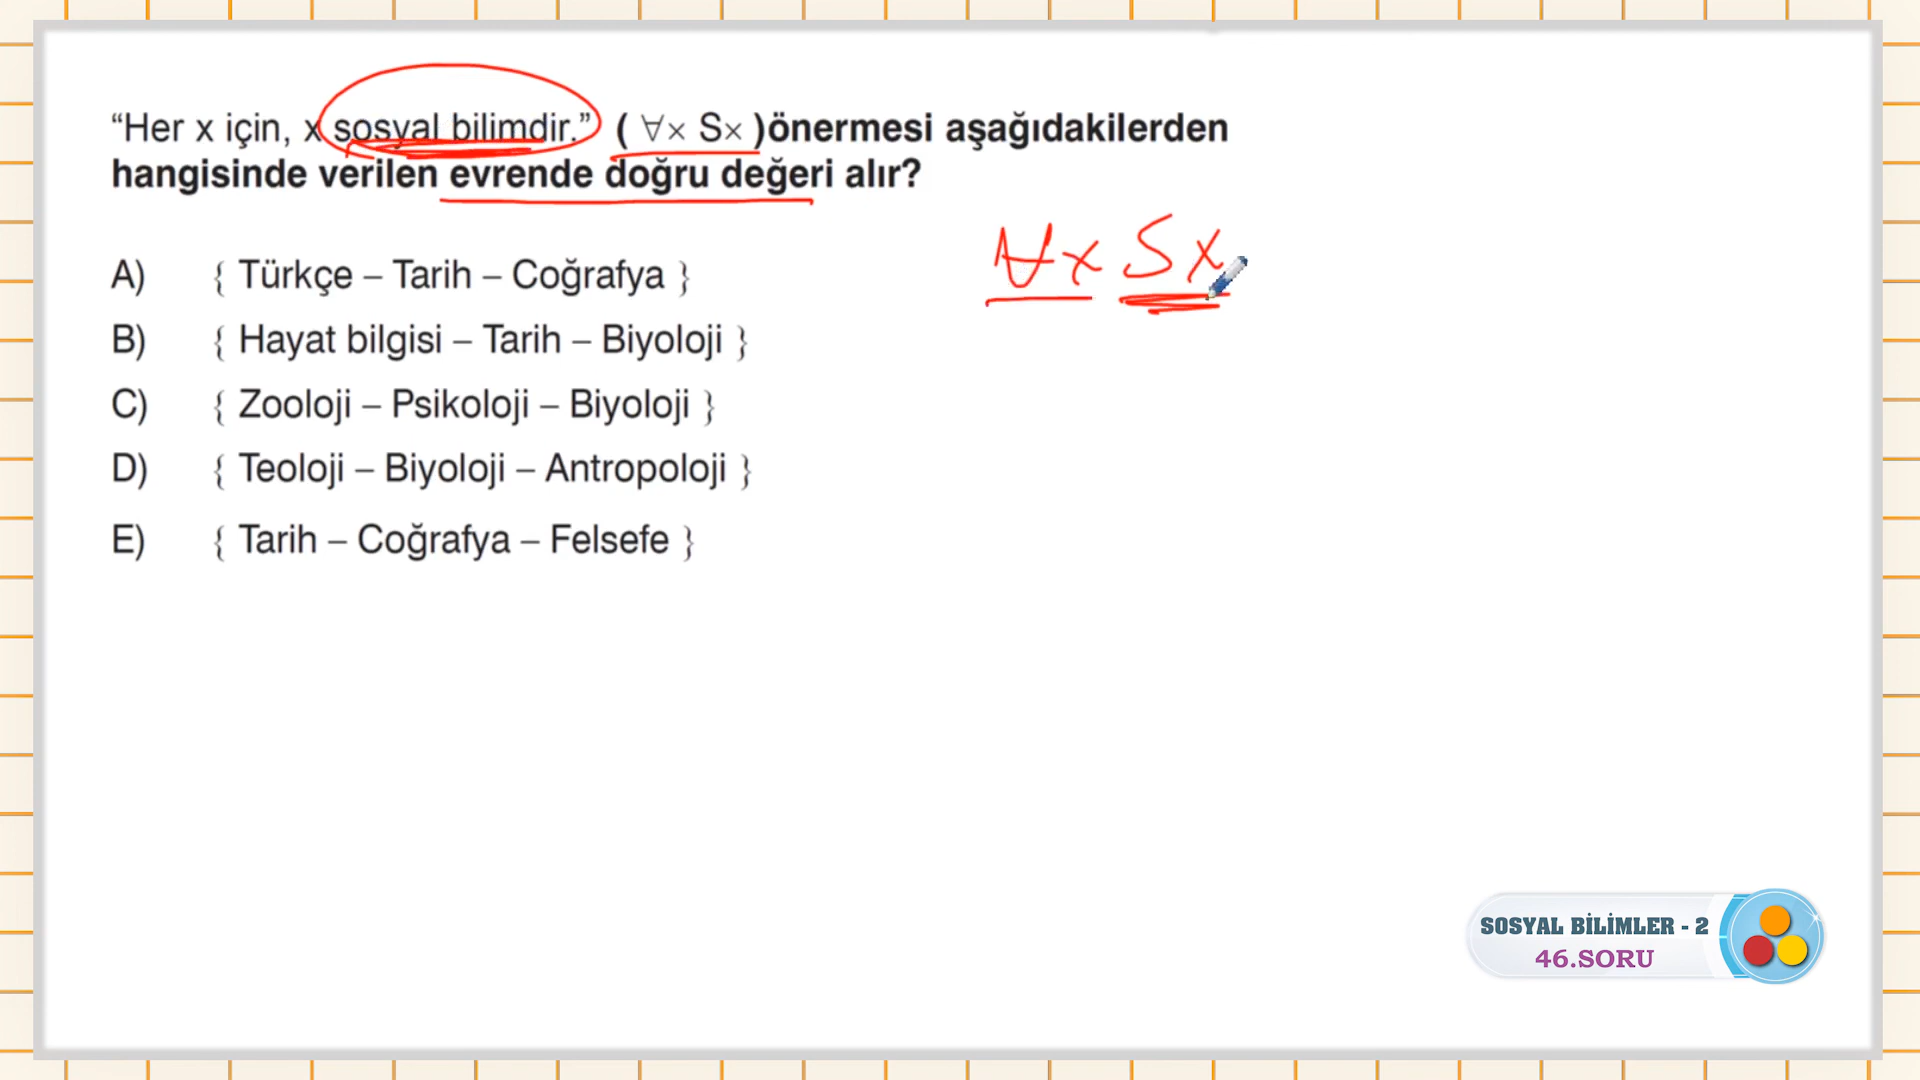 “Her x için, x sosyal bilimdir.” ( ∀× S× )önermesi aşağıdakilerden
hangisinde verilen evrende doğru değeri alır?
∀x Sx
A) { Türkçe – Tarih – Coğrafya }
B) { Hayat bilgisi – Tarih – Biyoloji }
C) { Zooloji – Psikoloji – Biyoloji }
D) { Teoloji – Biyoloji – Antropoloji }
E) { Tarih – Coğrafya – Felsefe }
SOSYAL BİLİMLER - 2
46.SORU